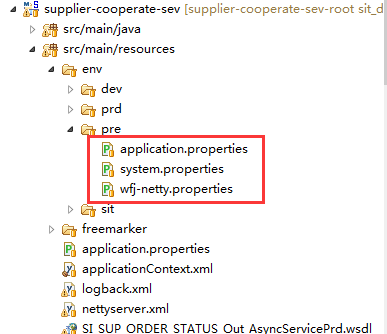 supplier-cooperate-sev [supplier-cooperate-sev-root sit_d
src/main/java
src/main/resources
env
dev
prd
pre
application.properties
system.properties
wfj-netty.properties
sit
freemarker
application.properties
applicationContext.xml
logback.xml
nettyserver.xml
SI_SUP_ORDER_STATUS_Out_AsyncServicePrd.wsdl